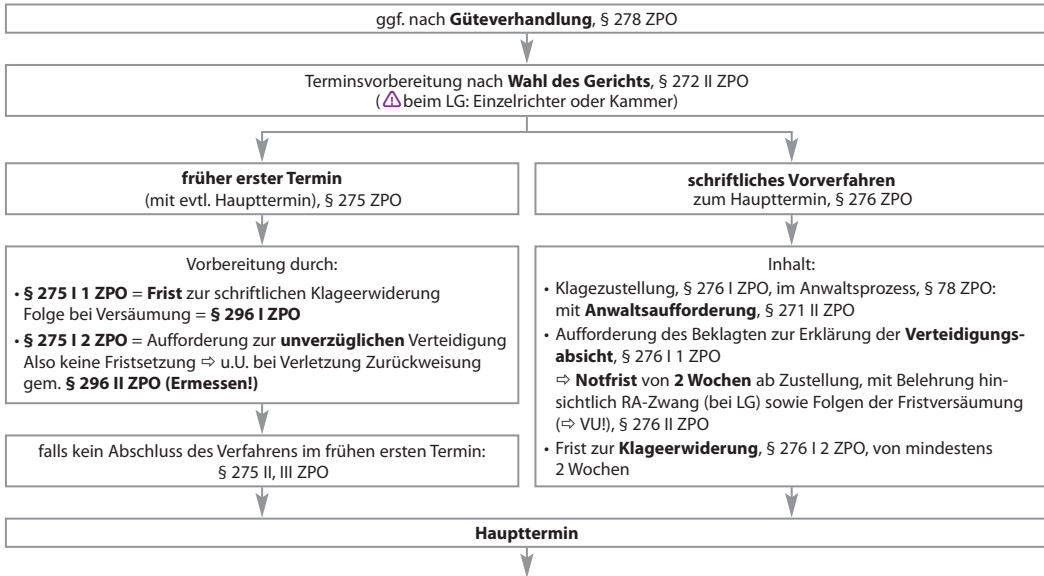 ggf. nach Güteverhandlung, § 278 ZPO
Terminsvorbereitung nach Wahl des Gerichts, § 272 II ZPO
(⚠ beim LG: Einzelrichter oder Kammer)
früher erster Termin
(mit evtl. Haupttermin), § 275 ZPO
schriftliches Vorverfahren
zum Haupttermin, § 276 ZPO
Vorbereitung durch:
• § 275 I 1 ZPO = Frist zur schriftlichen Klageerwiderung
Folge bei Versäumung = § 296 I ZPO
• § 275 I 2 ZPO = Aufforderung zur unverzüglichen Verteidigung
Also keine Fristsetzung ⇨ u.U. bei Verletzung Zurückweisung
gem. § 296 II ZPO (Ermessen!)
falls kein Abschluss des Verfahrens im frühen ersten Termin:
§ 275 II, III ZPO
Inhalt:
• Klagezustellung, § 276 I ZPO, im Anwaltsprozess, § 78 ZPO:
mit Anwaltsaufforderung, § 271 II ZPO
• Aufforderung des Beklagten zur Erklärung der Verteidigungs-
absicht, § 276 I 1 ZPO
⇨ Notfrist von 2 Wochen ab Zustellung, mit Belehrung hin-
sichtlich RA-Zwang (bei LG) sowie Folgen der Fristversäumung
(⇨ VU!), § 276 II ZPO
• Frist zur Klageerwiderung, § 276 I 2 ZPO, von mindestens
2 Wochen
Haupttermin